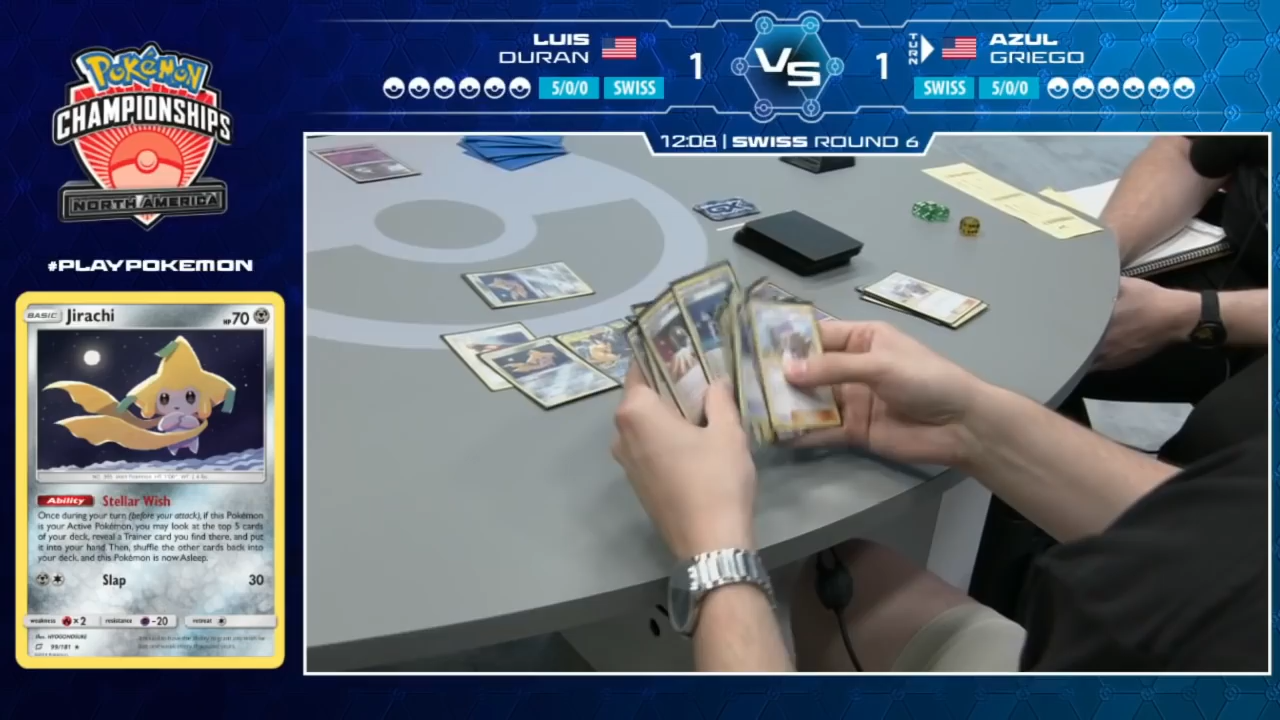 POKéMON
CHAMPIONSHIPS
NORTH AMERICA
#PLAYPOKEMON
LUIS
DURAN
1
VS
1
TURN
AZUL
GRIEGO
5/0/0
SWISS
SWISS
5/0/0
12:08 | SWISS ROUND 6
BASIC
Jirachi
HP70
Ability
Stellar Wish
Once during your turn (before your attack), if this Pokémon
is your Active Pokémon, you may look at the top 5 cards
of your deck, reveal a Trainer card you find there, and put
it into your hand. Then, shuffle the other cards back into
your deck, and this Pokémon is now Asleep.
Slap 30
weakness ×2 resistance -20 retreat
99/181
GX